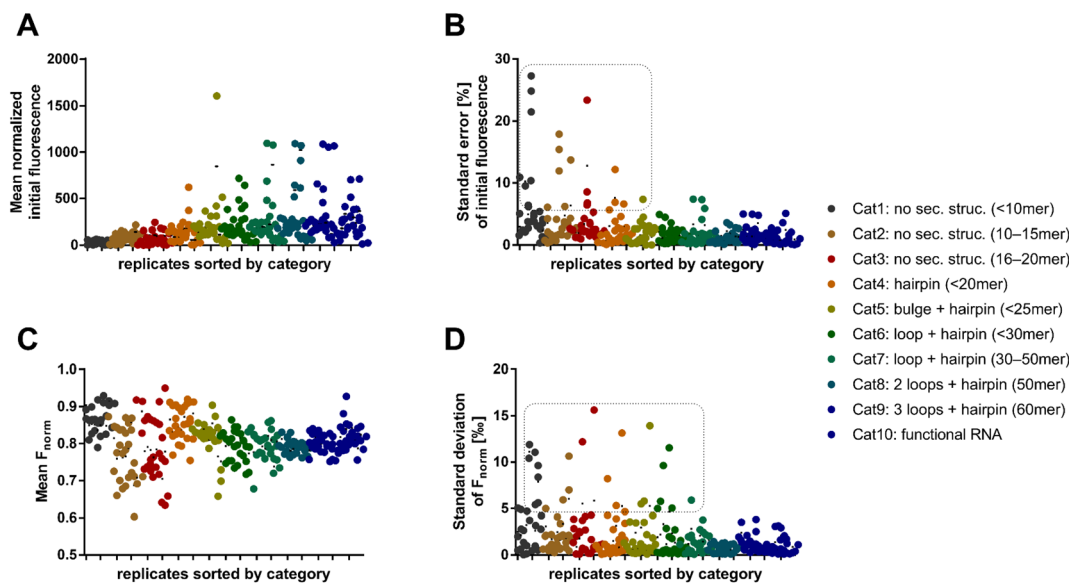 A
2000
1500
1000
500
0
Mean normalized
initial fluorescence
replicates sorted by category
B
30
20
10
0
Standard error [%]
of initial fluorescence
replicates sorted by category
C
1.0
0.9
0.8
0.7
0.6
0.5
Mean Fnorm
replicates sorted by category
D
20
15
10
5
0
Standard deviation
of Fnorm [‰]
replicates sorted by category
Cat1: no sec. struc. (<10mer)
Cat2: no sec. struc. (10–15mer)
Cat3: no sec. struc. (16–20mer)
Cat4: hairpin (<20mer)
Cat5: bulge + hairpin (<25mer)
Cat6: loop + hairpin (<30mer)
Cat7: loop + hairpin (30–50mer)
Cat8: 2 loops + hairpin (50mer)
Cat9: 3 loops + hairpin (60mer)
Cat10: functional RNA